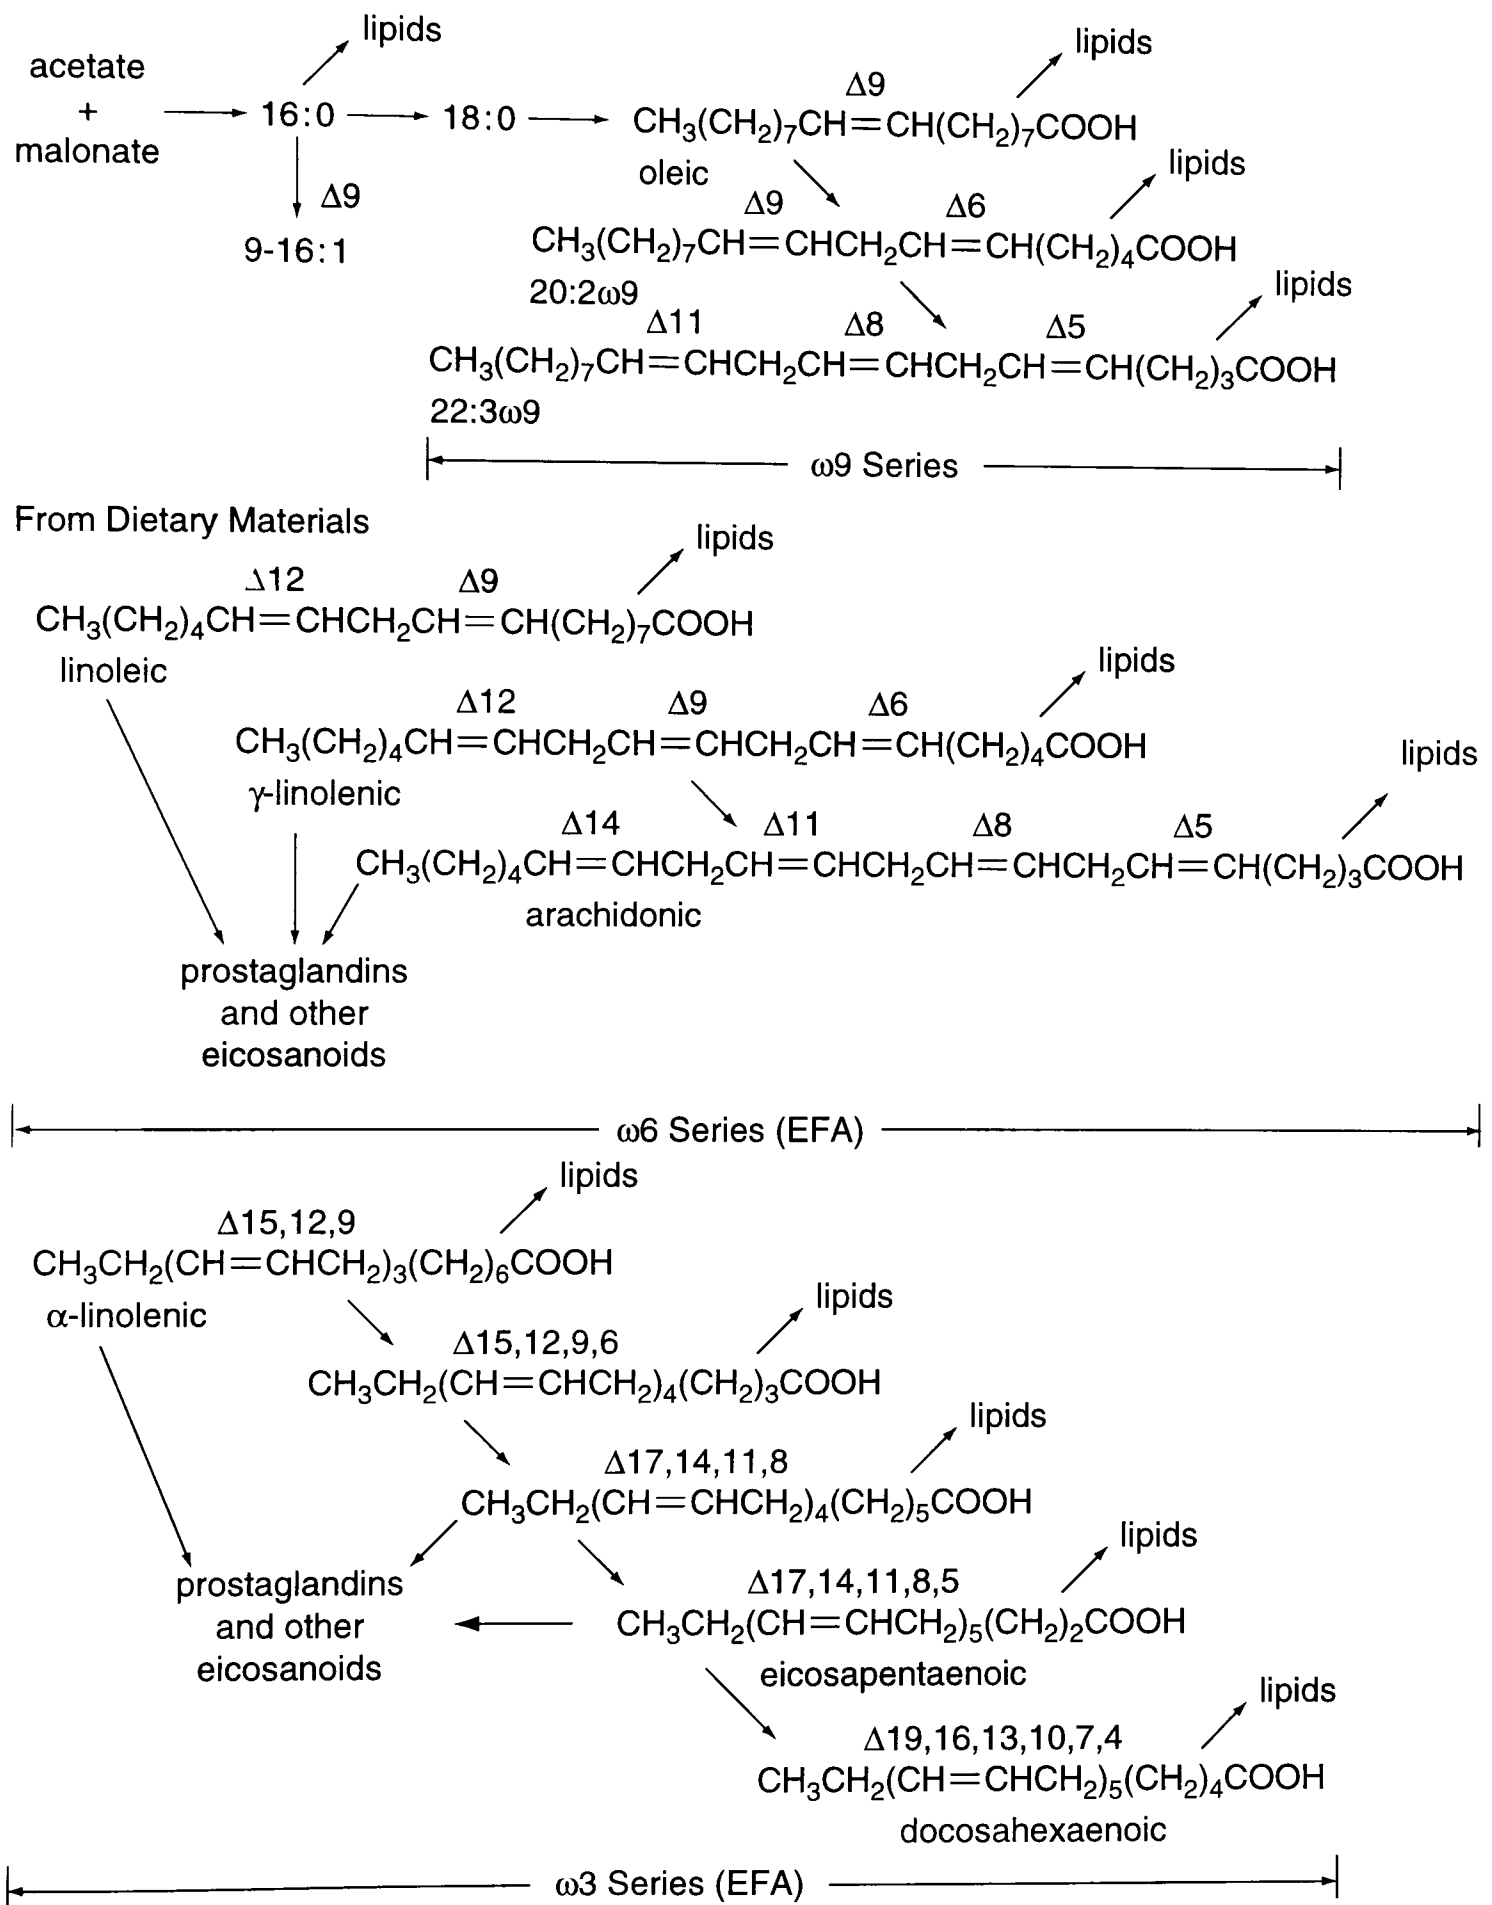 lipids
acetate
+
malonate
16:0
18:0
Δ9
9-16:1
Δ9
lipids
CH₃(CH₂)₇CH=CH(CH₂)₇COOH
oleic
Δ9 Δ6
lipids
CH₃(CH₂)₇CH=CHCH₂CH=CH(CH₂)₄COOH
20:2ω9
Δ11 Δ8 Δ5
lipids
CH₃(CH₂)₇CH=CHCH₂CH=CHCH₂CH=CH(CH₂)₃COOH
22:3ω9
ω9 Series
From Dietary Materials
lipids
Δ12 Δ9
CH₃(CH₂)₄CH=CHCH₂CH=CH(CH₂)₇COOH
linoleic
lipids
Δ12 Δ9 Δ6
CH₃(CH₂)₄CH=CHCH₂CH=CHCH₂CH=CH(CH₂)₄COOH
γ-linolenic
lipids
Δ14 Δ11 Δ8 Δ5
CH₃(CH₂)₄CH=CHCH₂CH=CHCH₂CH=CHCH₂CH=CH(CH₂)₃COOH
arachidonic
prostaglandins
and other
eicosanoids
ω6 Series (EFA)
lipids
Δ15,12,9
CH₃CH₂(CH=CHCH₂)₃(CH₂)₆COOH
α-linolenic
lipids
Δ15,12,9,6
CH₃CH₂(CH=CHCH₂)₄(CH₂)₃COOH
lipids
Δ17,14,11,8
CH₃CH₂(CH=CHCH₂)₄(CH₂)₅COOH
lipids
Δ17,14,11,8,5
CH₃CH₂(CH=CHCH₂)₅(CH₂)₂COOH
eicosapentaenoic
prostaglandins
and other
eicosanoids
lipids
Δ19,16,13,10,7,4
CH₃CH₂(CH=CHCH₂)₅(CH₂)₄COOH
docosahexaenoic
ω3 Series (EFA)